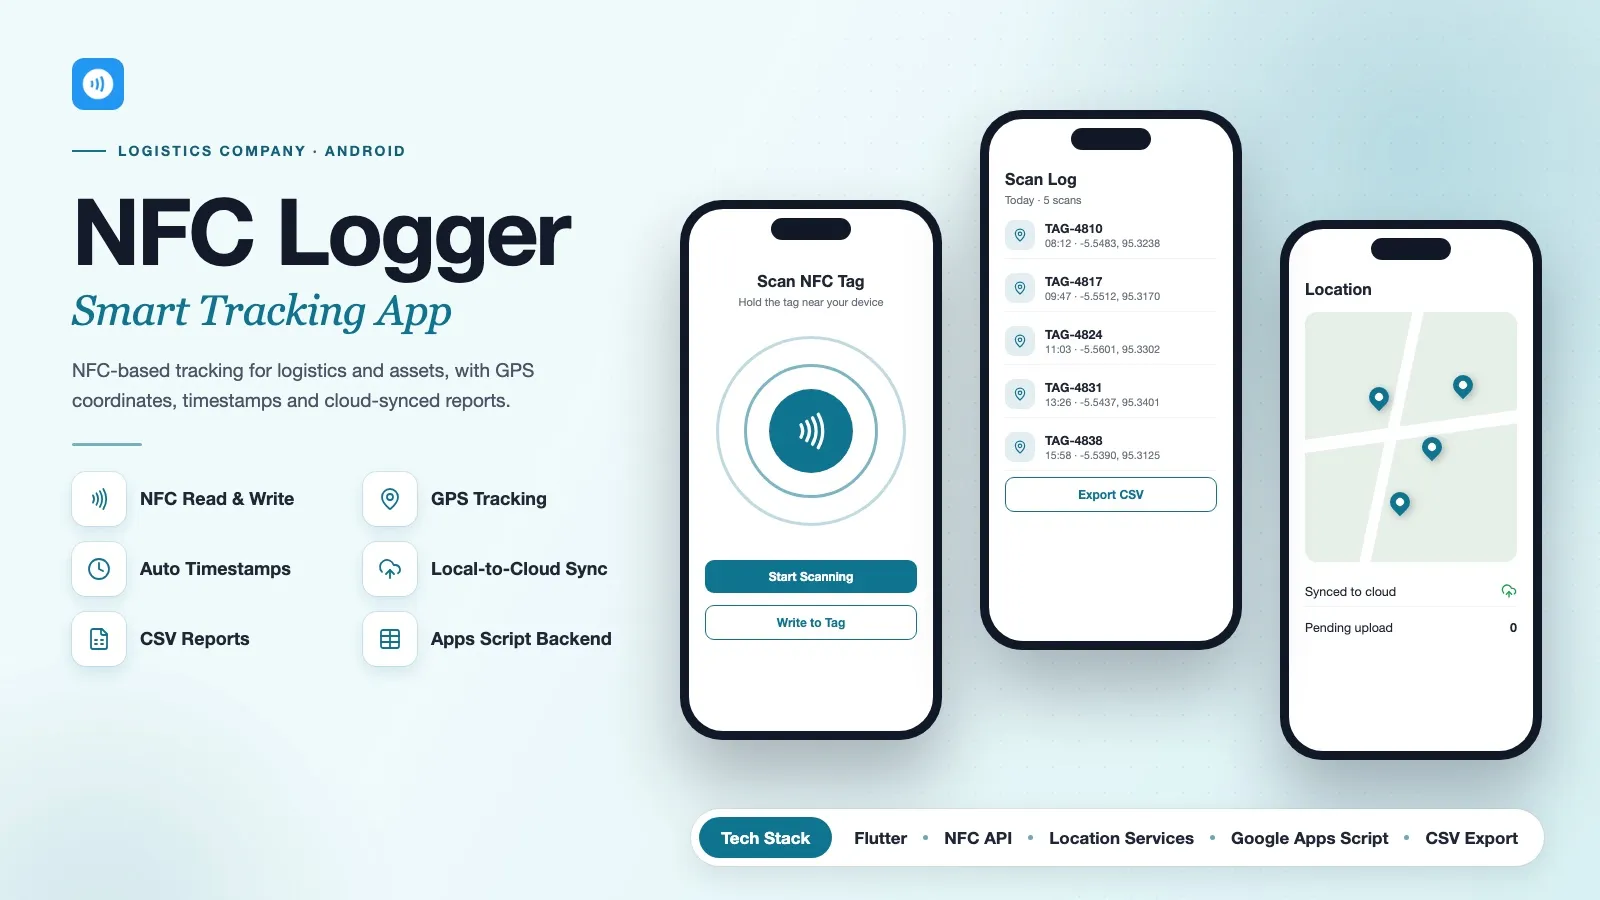 LOGISTICS COMPANY · ANDROID
NFC Logger
Smart Tracking App
NFC-based tracking for logistics and assets, with GPS
coordinates, timestamps and cloud-synced reports.
NFC Read & Write
GPS Tracking
Auto Timestamps
Local-to-Cloud Sync
CSV Reports
Apps Script Backend
Scan NFC Tag
Hold the tag near your device
Start Scanning
Write to Tag
Scan Log
Today · 5 scans
TAG-4810
08:12 · -5.5483, 95.3238
TAG-4817
09:47 · -5.5512, 95.3170
TAG-4824
11:03 · -5.5601, 95.3302
TAG-4831
13:26 · -5.5437, 95.3401
TAG-4838
15:58 · -5.5390, 95.3125
Export CSV
Location
Synced to cloud
Pending upload 0
Tech Stack Flutter • NFC API • Location Services • Google Apps Script • CSV Export